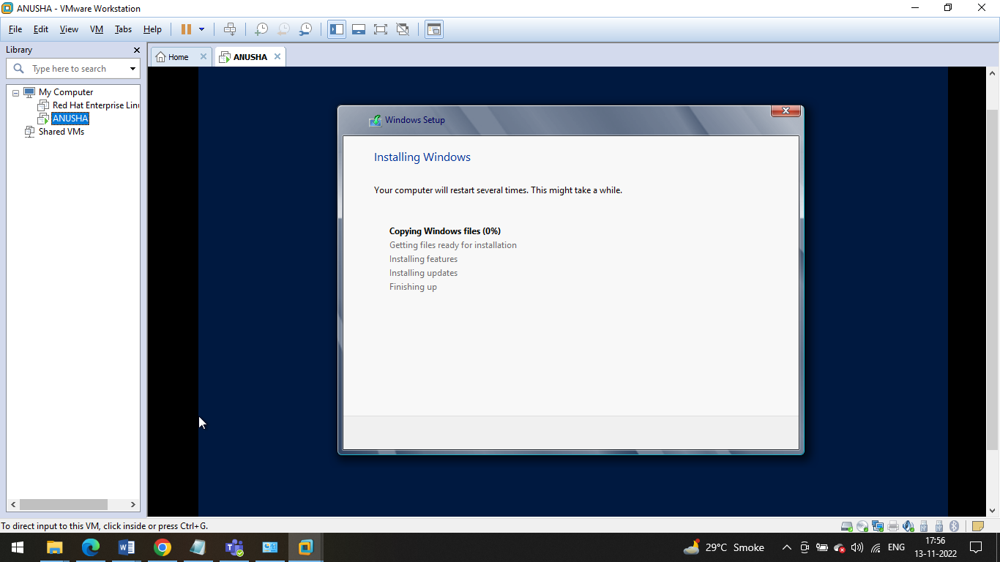 ANUSHA - VMware Workstation
File Edit View VM Tabs Help
Library
Home
ANUSHA
Type here to search
My Computer
Red Hat Enterprise Linu
ANUSHA
Shared VMs
Windows Setup
Installing Windows
Your computer will restart several times. This might take a while.
Copying Windows files (0%)
Getting files ready for installation
Installing features
Installing updates
Finishing up
To direct input to this VM, click inside or press Ctrl+G.
29°C Smoke
ENG
17:56
13-11-2022